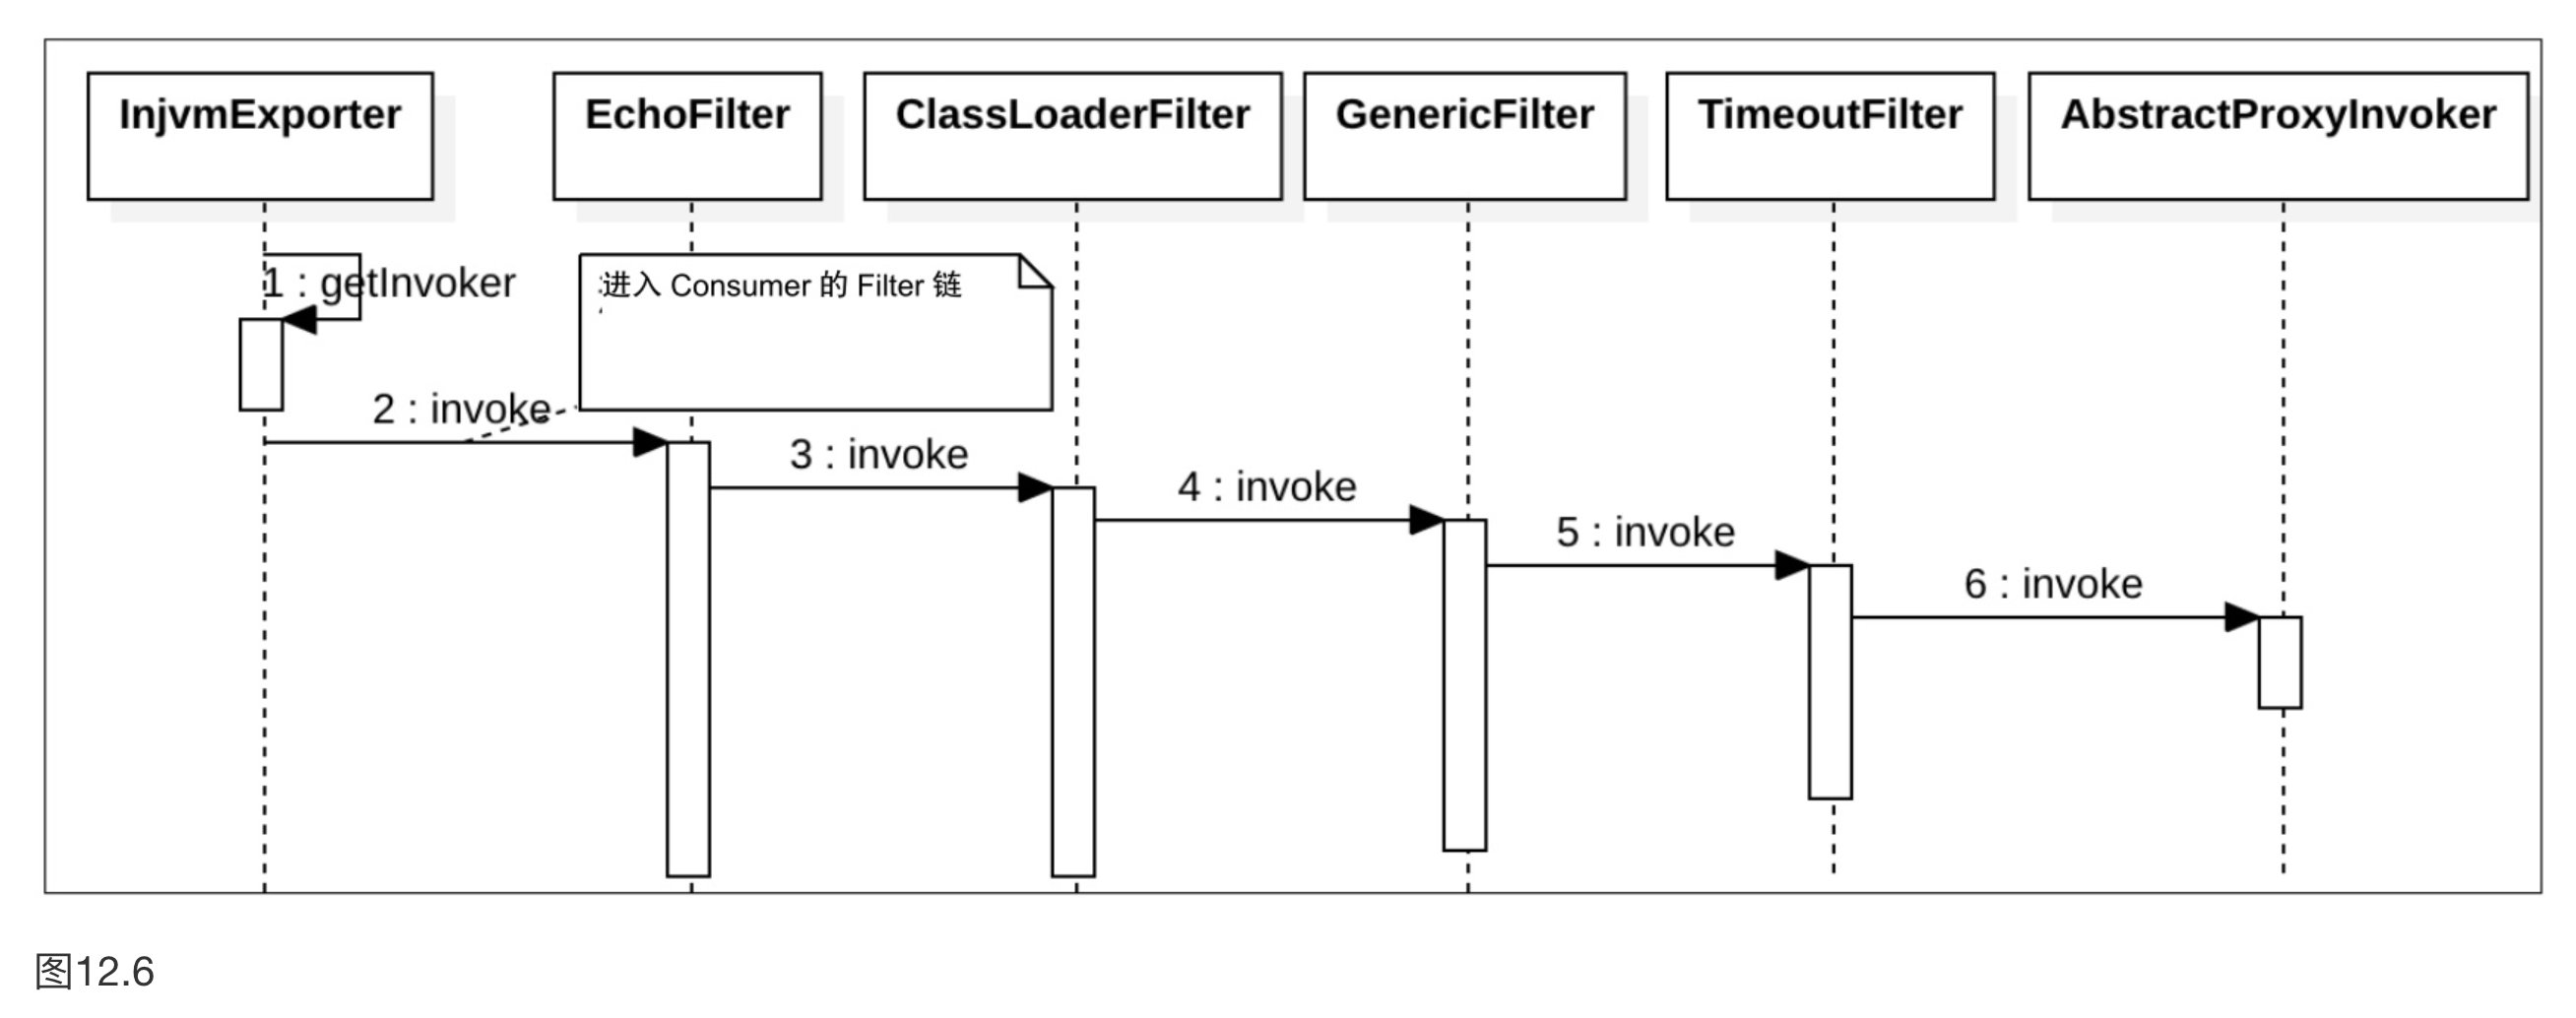 InjvmExporter
EchoFilter
ClassLoaderFilter
GenericFilter
TimeoutFilter
AbstractProxyInvoker
1 : getInvoker
进入 Consumer 的 Filter 链
2 : invoke
3 : invoke
4 : invoke
5 : invoke
6 : invoke
图12.6